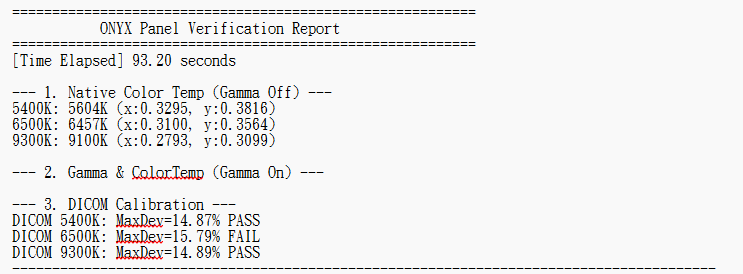 ==========================================================
ONYX Panel Verification Report
==========================================================
[Time Elapsed] 93.20 seconds
--- 1. Native Color Temp (Gamma Off) ---
5400K: 5604K (x:0.3295, y:0.3816)
6500K: 6457K (x:0.3100, y:0.3564)
9300K: 9100K (x:0.2793, y:0.3099)
--- 2. Gamma & ColorTemp (Gamma On) ---
--- 3. DICOM Calibration ---
DICOM 5400K: MaxDev=14.87% PASS
DICOM 6500K: MaxDev=15.79% FAIL
DICOM 9300K: MaxDev=14.89% PASS
----------------------------------------------------------------------------------------